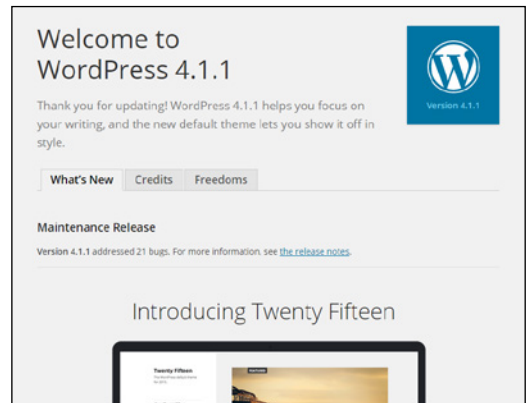 Welcome to
WordPress 4.1.1
Version 4.1.1
Thank you for updating! WordPress 4.1.1 helps you focus on
your writing, and the new default theme lets you show it off in
style.
What's New Credits Freedoms
Maintenance Release
Version 4.1.1 addressed 21 bugs. For more information, see the release notes.
Introducing Twenty Fifteen
Twenty Fifteen